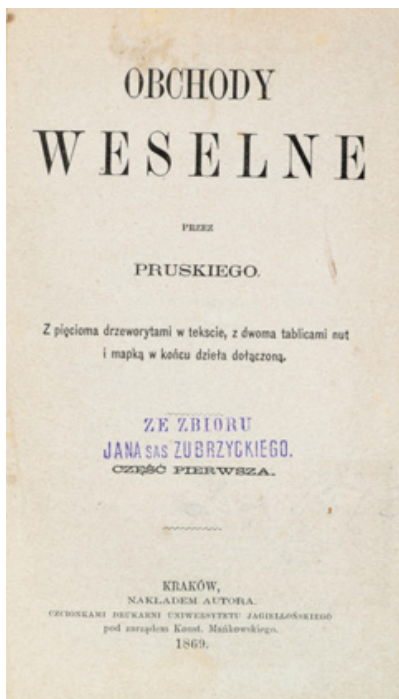 OBCHODY
WESELNE
PRZEZ
PRUSKIEGO.
Z pięcioma drzeworytami w tekscie, z dwoma tablicami nut
i mapką w końcu dzieła dołączoną.
ZE ZBIORU
JANA SAS ZUBRZYCKIEGO.
CZĘŚĆ PIERWSZA.
KRAKÓW,
NAKŁADEM AUTORA.
CZCIONKAMI DRUKARNI UNIWERSYTETU JAGIELLOŃSKIEGO
pod zarządem Konst. Mańkowskiego.
1869.